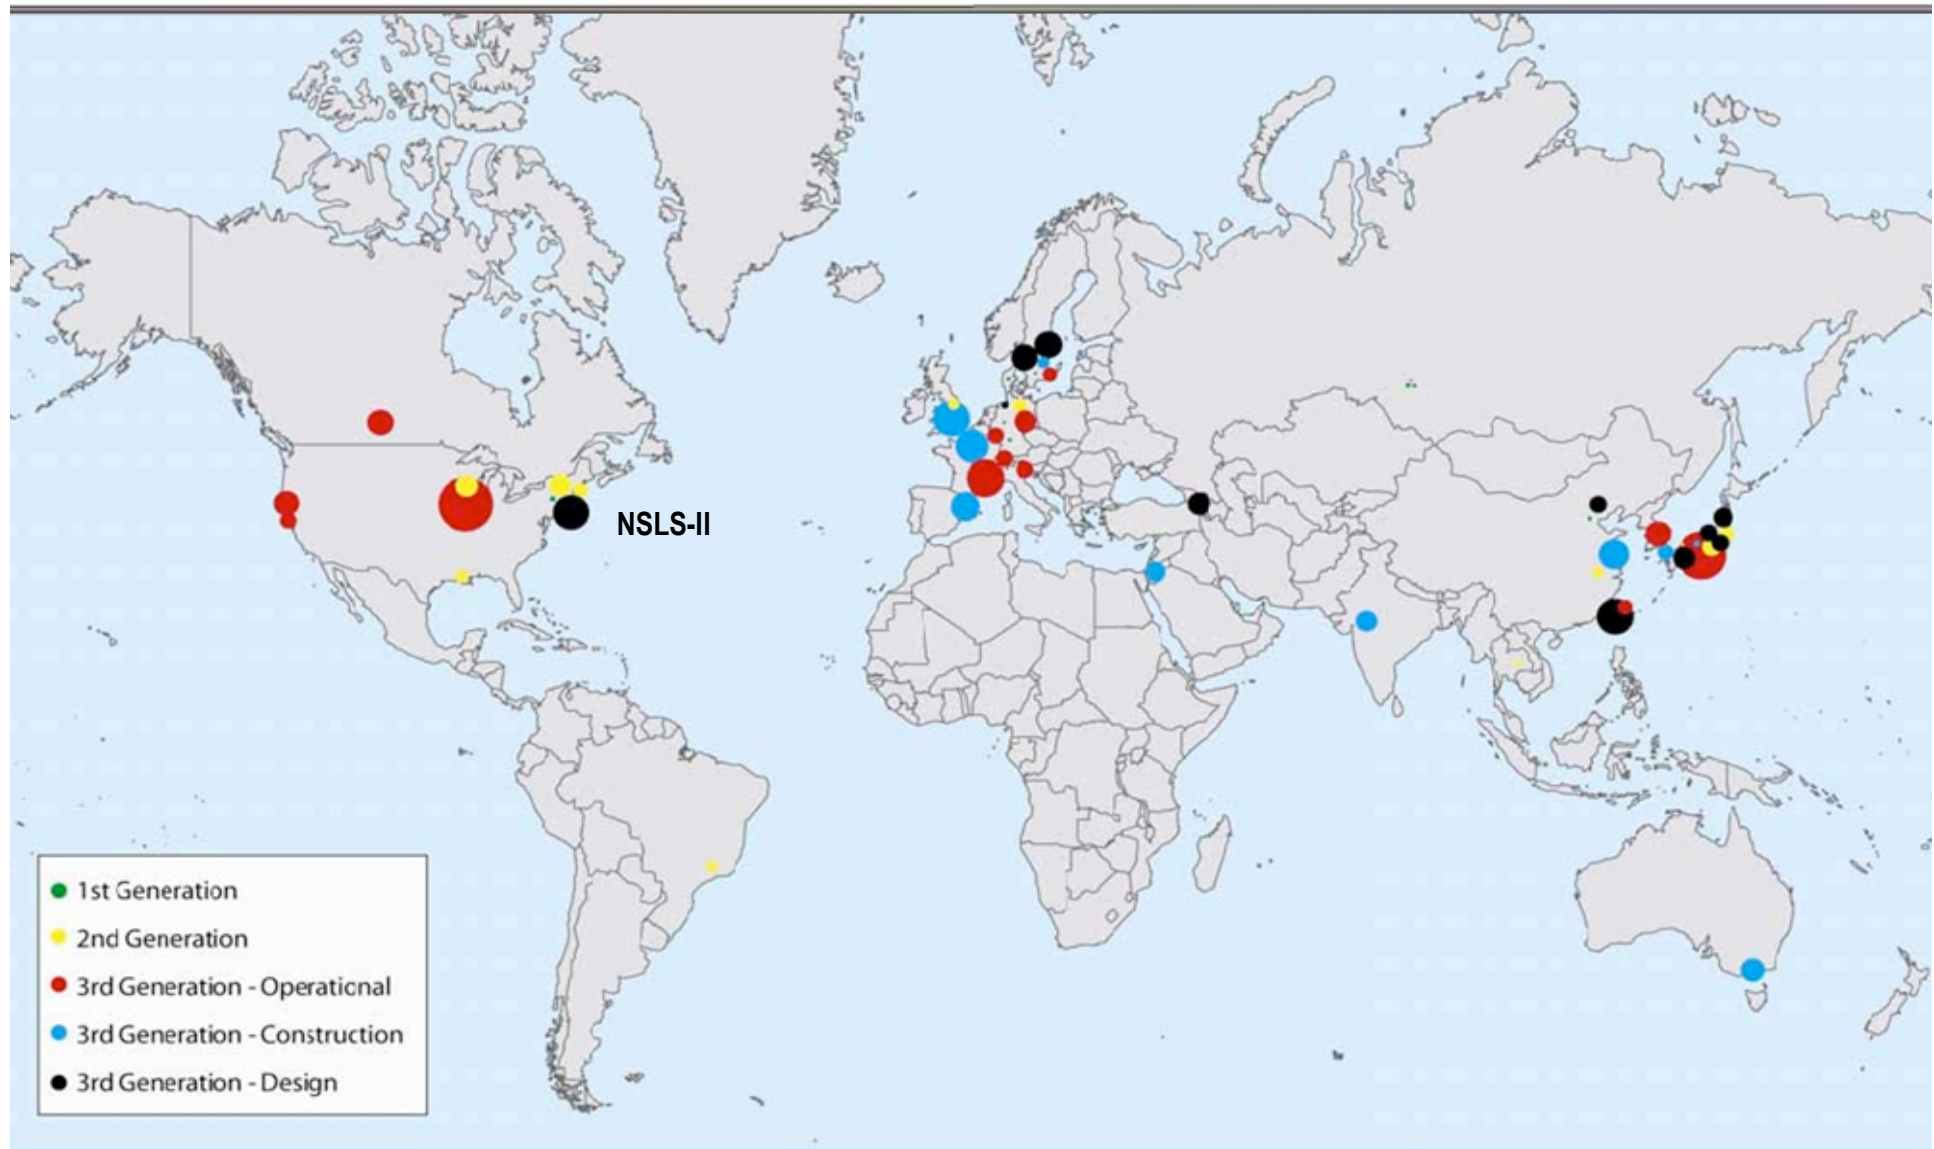 NSLS-II
1st Generation
2nd Generation
3rd Generation - Operational
3rd Generation - Construction
3rd Generation - Design